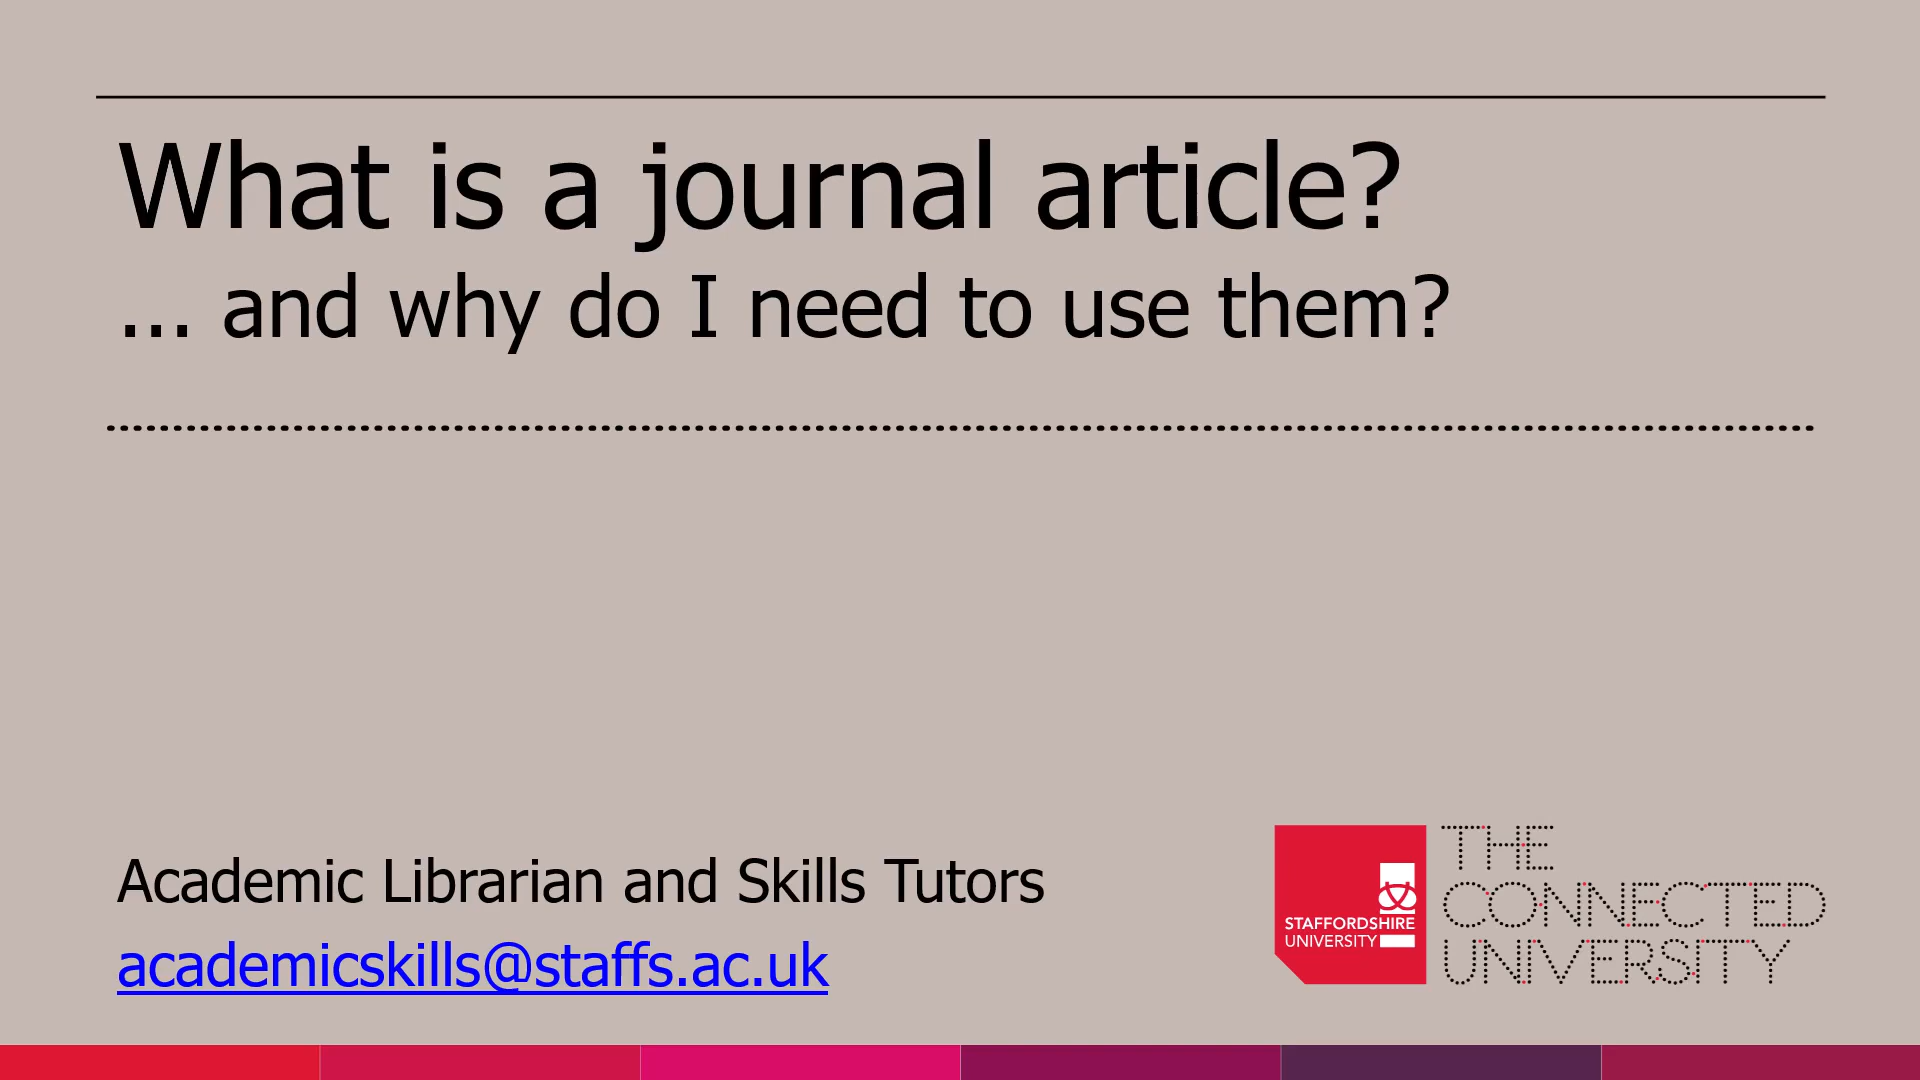 What is a journal article?
... and why do I need to use them?
Academic Librarian and Skills Tutors
academicskills@staffs.ac.uk
STAFFORDSHIRE
UNIVERSITY
THE
CONNECTED
UNIVERSITY